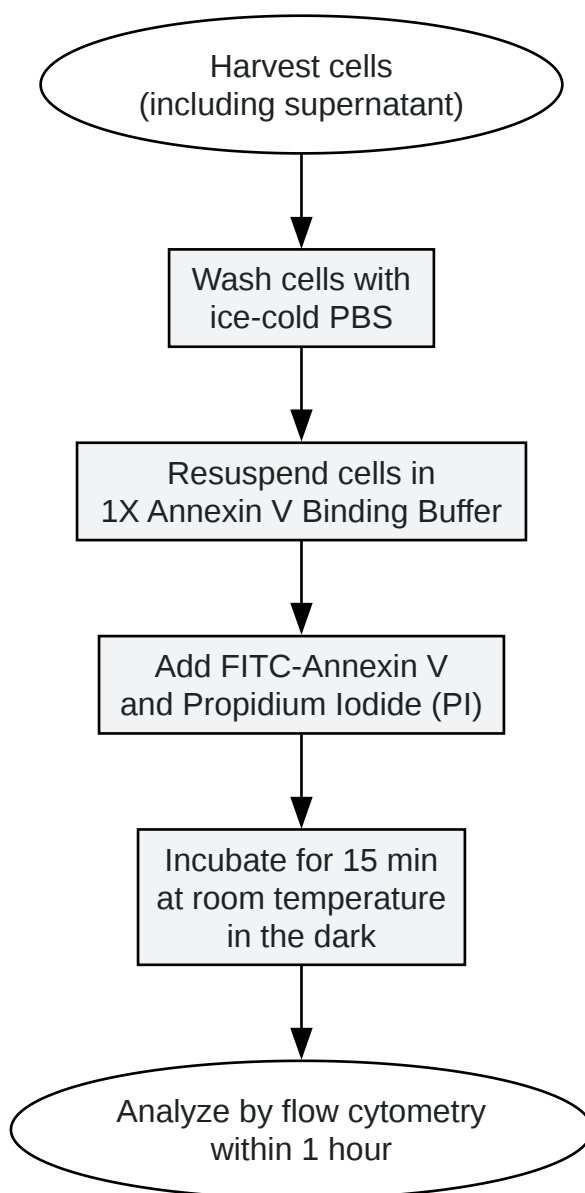 Harvest cells
(including supernatant)
Wash cells with
ice-cold PBS
Resuspend cells in
1X Annexin V Binding Buffer
Add FITC-Annexin V
and Propidium Iodide (PI)
Incubate for 15 min
at room temperature
in the dark
Analyze by flow cytometry
within 1 hour